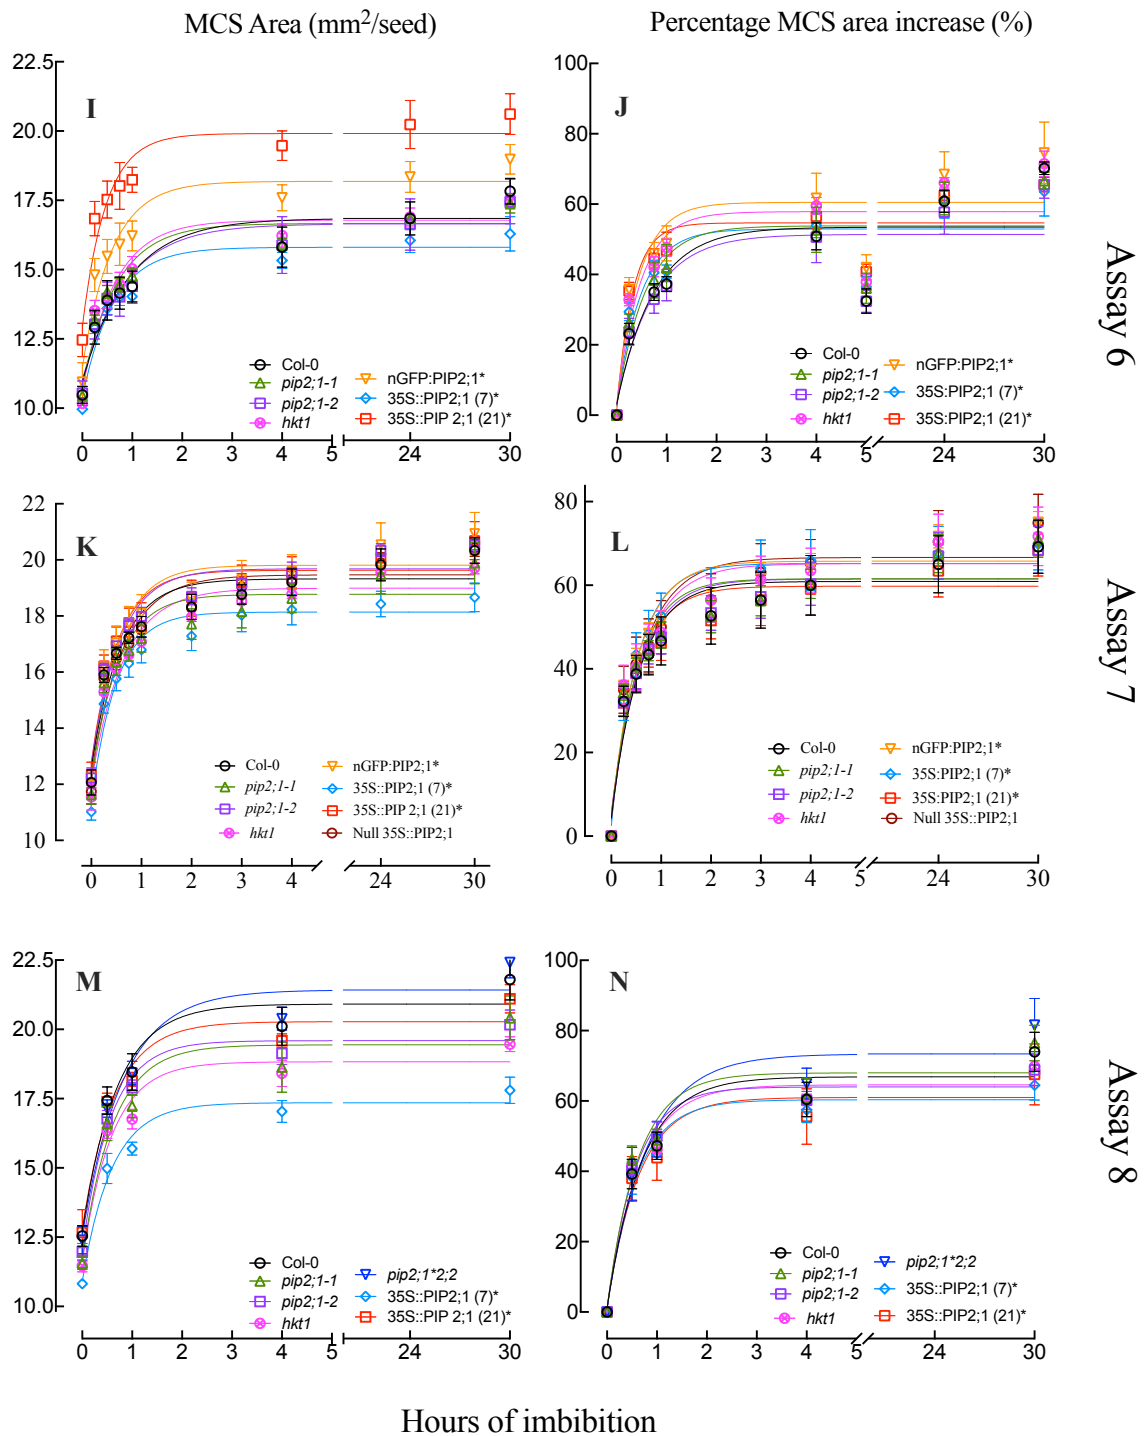 MCS Area (mm²/seed)
Percentage MCS area increase (%)
I
22.5
20.0
17.5
15.0
12.5
10.0
0 1 2 3 4 5 24 30
Col-0
pip2;1-1
pip2;1-2
hkt1
nGFP:PIP2;1*
35S::PIP2;1 (7)*
35S::PIP 2;1 (21)*
J
100
80
60
40
20
0
0 1 2 3 4 5 24 30
Col-0
pip2;1-1
pip2;1-2
hkt1
nGFP:PIP2;1*
35S:PIP2;1 (7)*
35S:PIP2;1 (21)*
Assay 6
K
22
20
18
16
14
12
10
0 1 2 3 4 24 30
Col-0
pip2;1-1
pip2;1-2
hkt1
nGFP:PIP2;1*
35S::PIP2;1 (7)*
35S::PIP 2;1 (21)*
Null 35S::PIP2;1
L
80
60
40
20
0
0 1 2 3 4 5 24 30
Col-0
pip2;1-1
pip2;1-2
hkt1
nGFP:PIP2;1*
35S:PIP2;1 (7)*
35S:PIP2;1 (21)*
Null 35S::PIP2;1
Assay 7
M
22.5
20.0
17.5
15.0
12.5
10.0
0 1 2 3 4 5 24 30
Col-0
pip2;1-1
pip2;1-2
hkt1
pip2;1*2;2
35S::PIP2;1 (7)*
35S::PIP 2;1 (21)*
N
100
80
60
40
20
0
0 1 2 3 4 5 24 30
Col-0
pip2;1-1
pip2;1-2
hkt1
pip2;1*2;2
35S::PIP2;1 (7)*
35S::PIP2;1 (21)*
Assay 8
Hours of imbibition